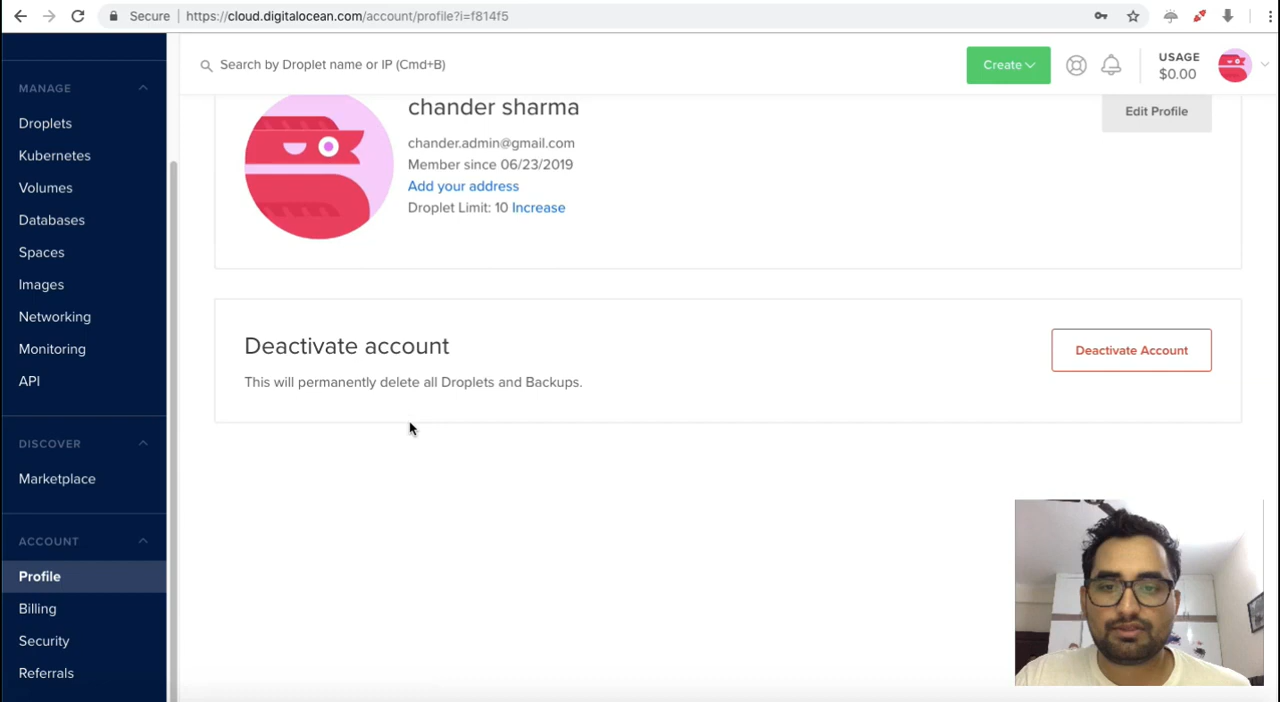 Secure
https://cloud.digitalocean.com/account/profile?i=f814f5
Search by Droplet name or IP (Cmd+B)
Create
USAGE
$0.00
MANAGE
Droplets
Kubernetes
Volumes
Databases
Spaces
Images
Networking
Monitoring
API
DISCOVER
Marketplace
ACCOUNT
Profile
Billing
Security
Referrals
chander sharma
chander.admin@gmail.com
Member since 06/23/2019
Add your address
Droplet Limit: 10 Increase
Edit Profile
Deactivate account
This will permanently delete all Droplets and Backups.
Deactivate Account